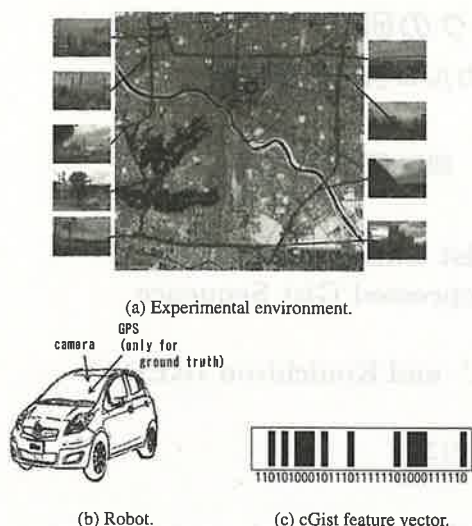 (a) Experimental environment.
GPS
camera (only for
ground truth)
11010100010111011111101000111110
(b) Robot.
(c) cGist feature vector.